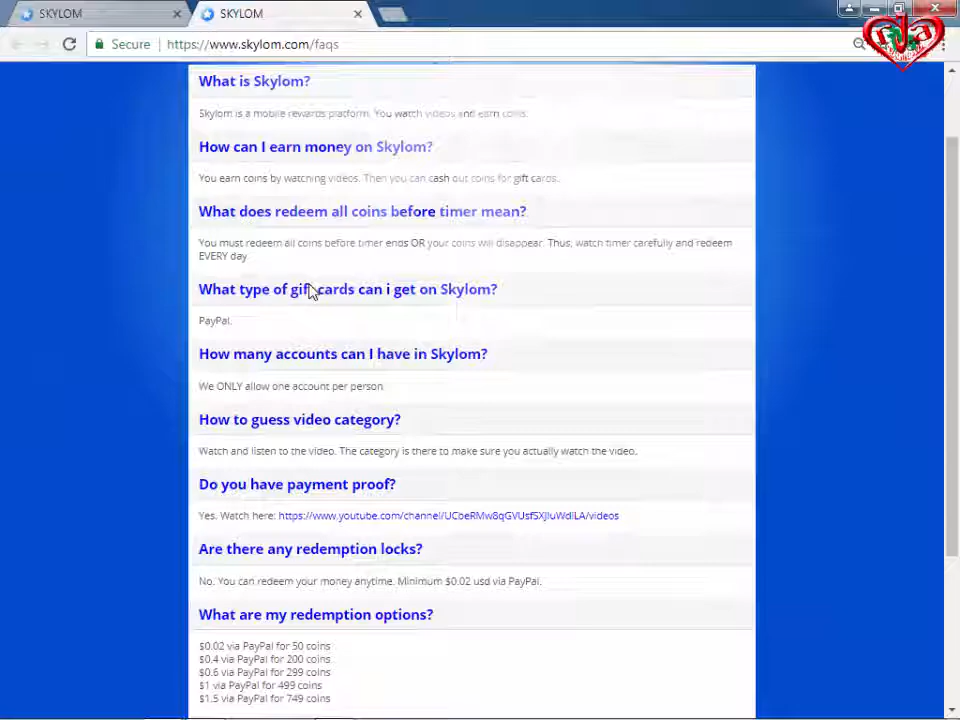 SKYLOM
SKYLOM
Secure
https://www.skylom.com/faqs
What is Skylom?
Skylom is a mobile rewards platform. You watch videos and earn coins.
How can I earn money on Skylom?
You earn coins by watching videos. Then you can cash out coins for gift cards.
What does redeem all coins before timer mean?
You must redeem all coins before timer ends OR your coins will disappear. Thus, watch timer carefully and redeem
EVERY day.
What type of gift cards can i get on Skylom?
PayPal.
How many accounts can I have in Skylom?
We ONLY allow one account per person.
How to guess video category?
Watch and listen to the video. The category is there to make sure you actually watch the video.
Do you have payment proof?
Yes. Watch here: https://www.youtube.com/channel/UCbeRMw8qGVUsfSXJluWdlLA/videos
Are there any redemption locks?
No. You can redeem your money anytime. Minimum $0.02 usd via PayPal.
What are my redemption options?
$0.02 via PayPal for 50 coins
$0.4 via PayPal for 200 coins
$0.6 via PayPal for 299 coins
$1 via PayPal for 499 coins
$1.5 via PayPal for 749 coins